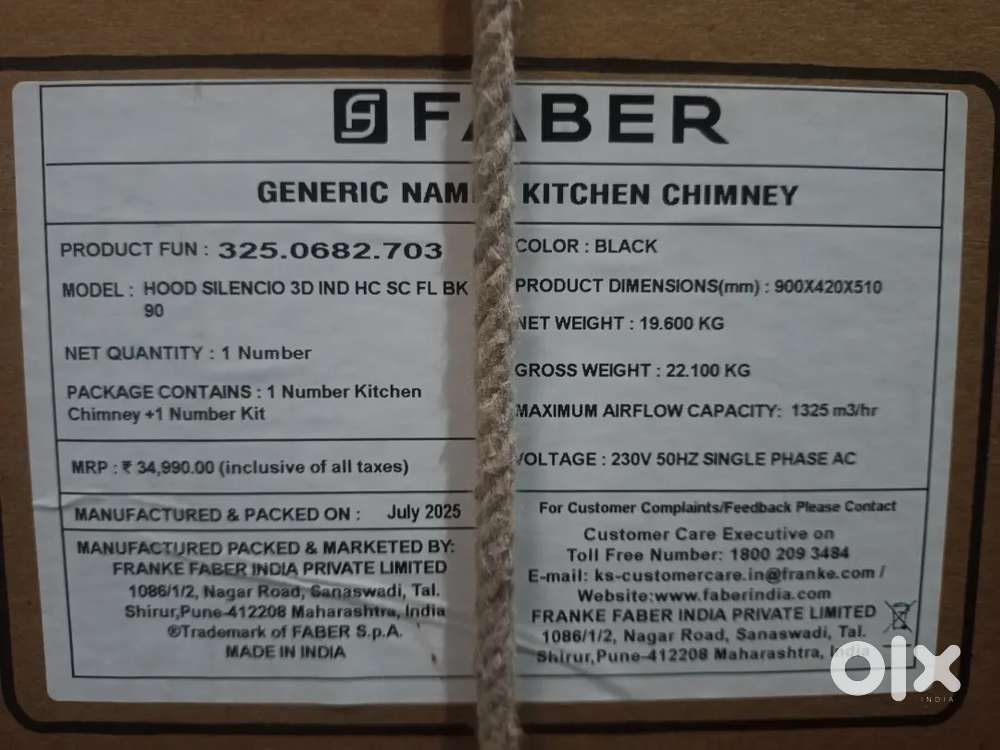 FABER
GENERIC NAM KITCHEN CHIMNEY
PRODUCT FUN : 325.0682.703
MODEL : HOOD SILENCIO 3D IND HC SC FL BK
90
NET QUANTITY : 1 Number
PACKAGE CONTAINS : 1 Number Kitchen
Chimney +1 Number Kit
COLOR : BLACK
PRODUCT DIMENSIONS(mm) : 900X420X510
NET WEIGHT : 19.600 KG
GROSS WEIGHT : 22.100 KG
MAXIMUM AIRFLOW CAPACITY: 1325 m3/hr
MRP : ₹ 34,990.00 (inclusive of all taxes)
VOLTAGE : 230V 50HZ SINGLE PHASE AC
MANUFACTURED & PACKED ON : July 2025
MANUFACTURED PACKED & MARKETED BY:
FRANKE FABER INDIA PRIVATE LIMITED
1086/1/2, Nagar Road, Sanaswadi, Tal.
Shirur,Pune-412208 Maharashtra, India
®Trademark of FABER S.p.A.
MADE IN INDIA
For Customer Complaints/Feedback Please Contact
Customer Care Executive on
Toll Free Number: 1800 209 3484
E-mail: ks-customercare.in@franke.com /
Website:www.faberindia.com
FRANKE FABER INDIA PRIVATE LIMITED
1086/1/2, Nagar Road, Sanaswadi, Tal.
Shirur,Pune-412208 Maharashtra,
olx
INDIA